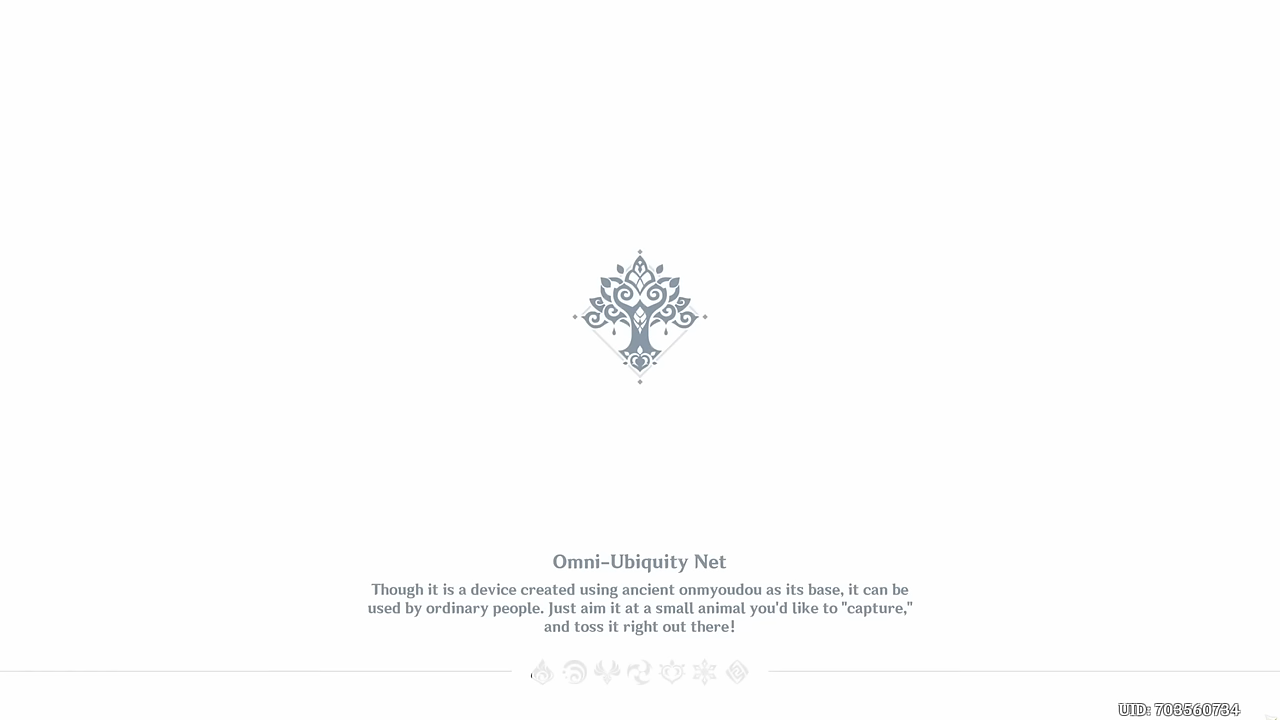 Omni-Ubiquity Net
Though it is a device created using ancient onmyoudou as its base, it can be
used by ordinary people. Just aim it at a small animal you'd like to "capture,"
and toss it right out there!
UID: 703560734